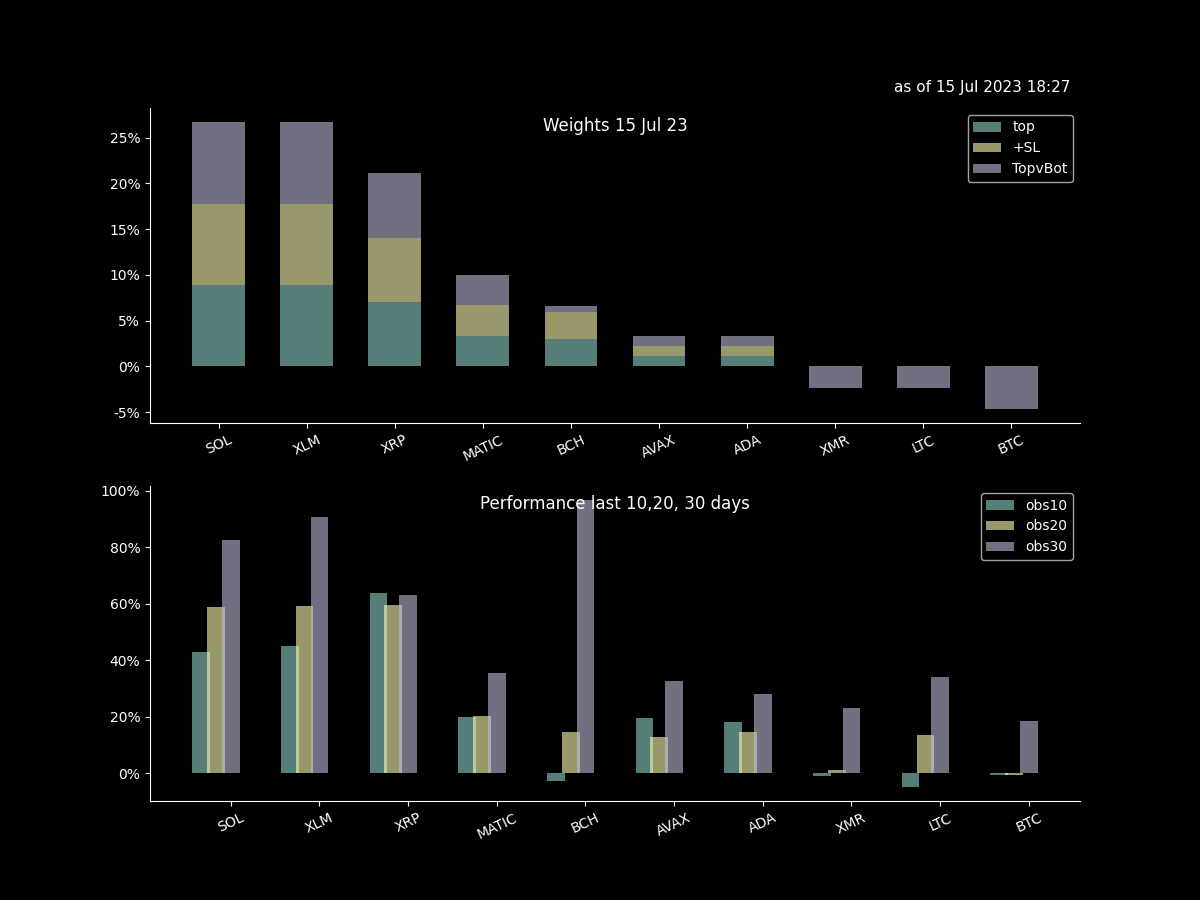 as of 15 Jul 2023 18:27
Weights 15 Jul 23
top
+SL
TopvBot
25%
20%
15%
10%
5%
0%
-5%
SOL XLM XRP MATIC BCH AVAX ADA XMR LTC BTC
Performance last 10,20, 30 days
obs10
obs20
obs30
100%
80%
60%
40%
20%
0%
SOL XLM XRP MATIC BCH AVAX ADA XMR LTC BTC